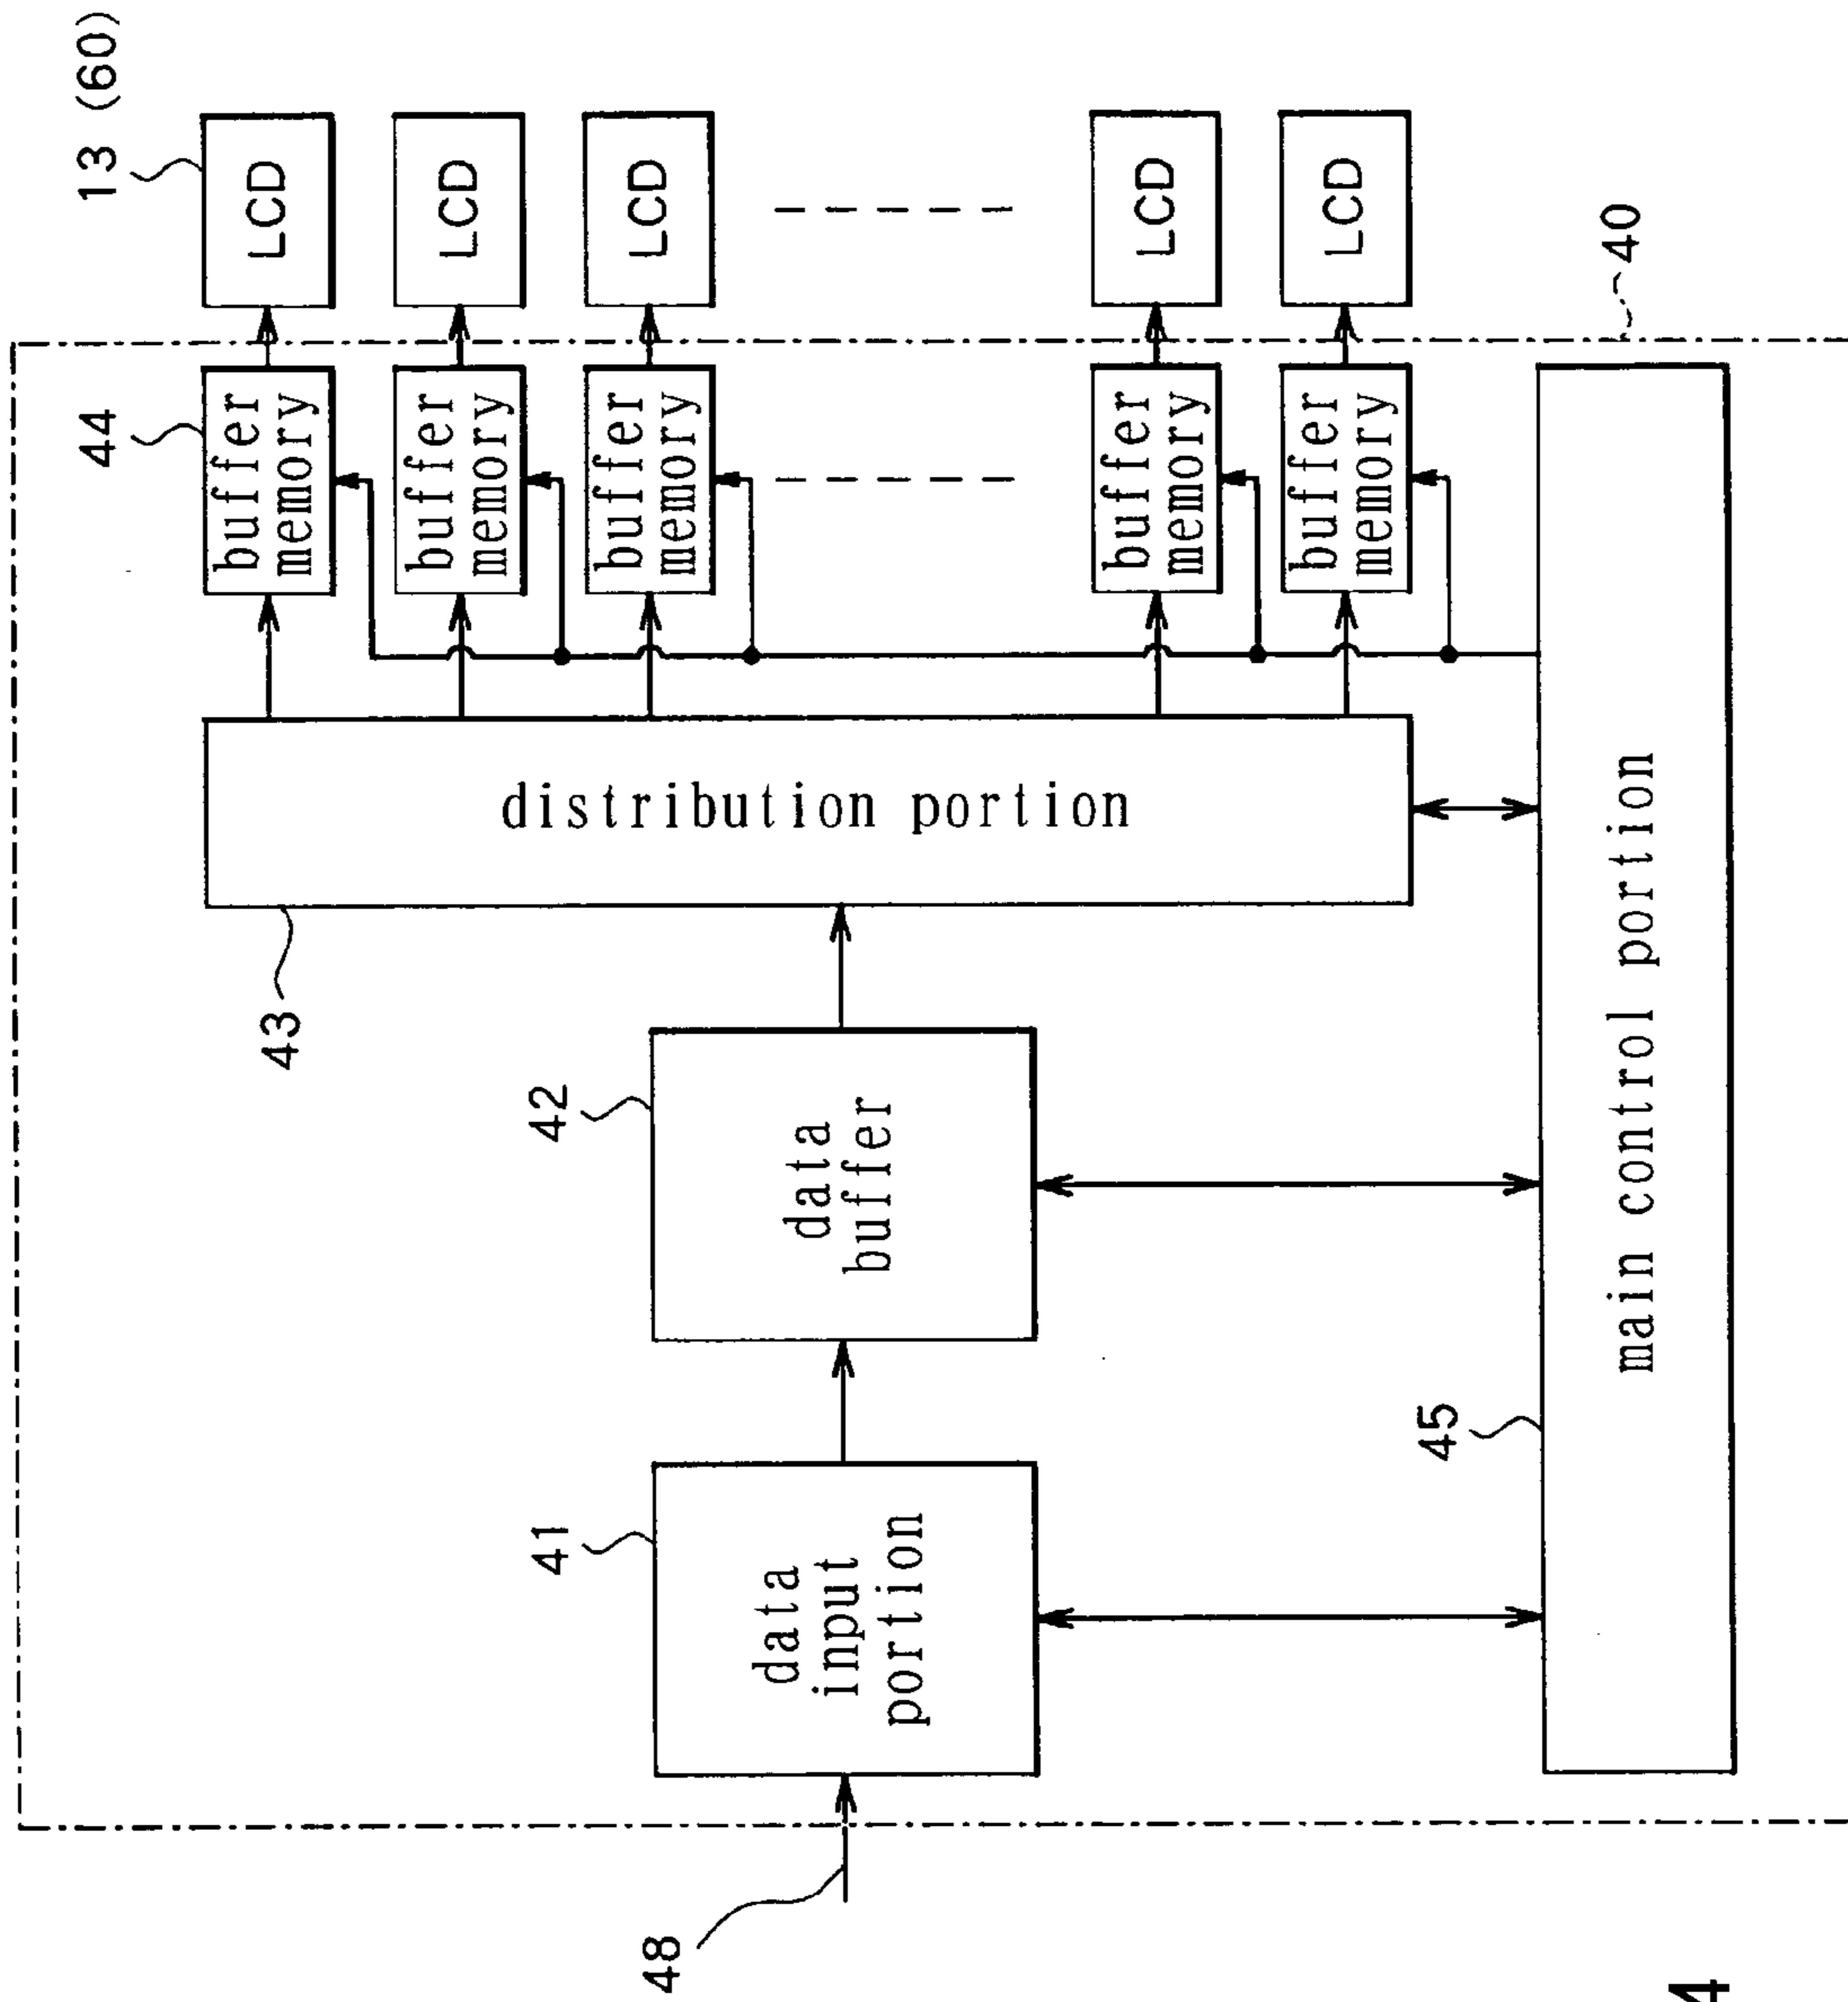 13 (60)
44
LCD
LCD
LCD
LCD
LCD
buffer
memory
buffer
memory
buffer
memory
buffer
memory
buffer
memory
40
43
distribution portion
42
data
buffer
41
data
input
portion
45
main control portion
48
4